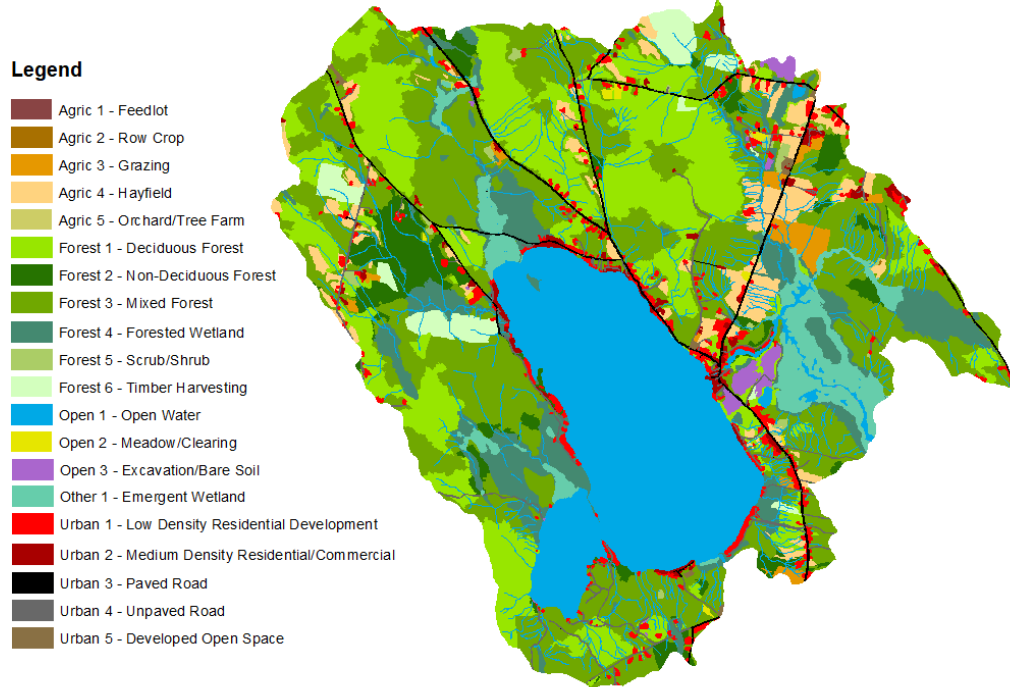 Legend
Agric 1 - Feedlot
Agric 2 - Row Crop
Agric 3 - Grazing
Agric 4 - Hayfield
Agric 5 - Orchard/Tree Farm
Forest 1 - Deciduous Forest
Forest 2 - Non-Deciduous Forest
Forest 3 - Mixed Forest
Forest 4 - Forested Wetland
Forest 5 - Scrub/Shrub
Forest 6 - Timber Harvesting
Open 1 - Open Water
Open 2 - Meadow/Clearing
Open 3 - Excavation/Bare Soil
Other 1 - Emergent Wetland
Urban 1 - Low Density Residential Development
Urban 2 - Medium Density Residential/Commercial
Urban 3 - Paved Road
Urban 4 - Unpaved Road
Urban 5 - Developed Open Space